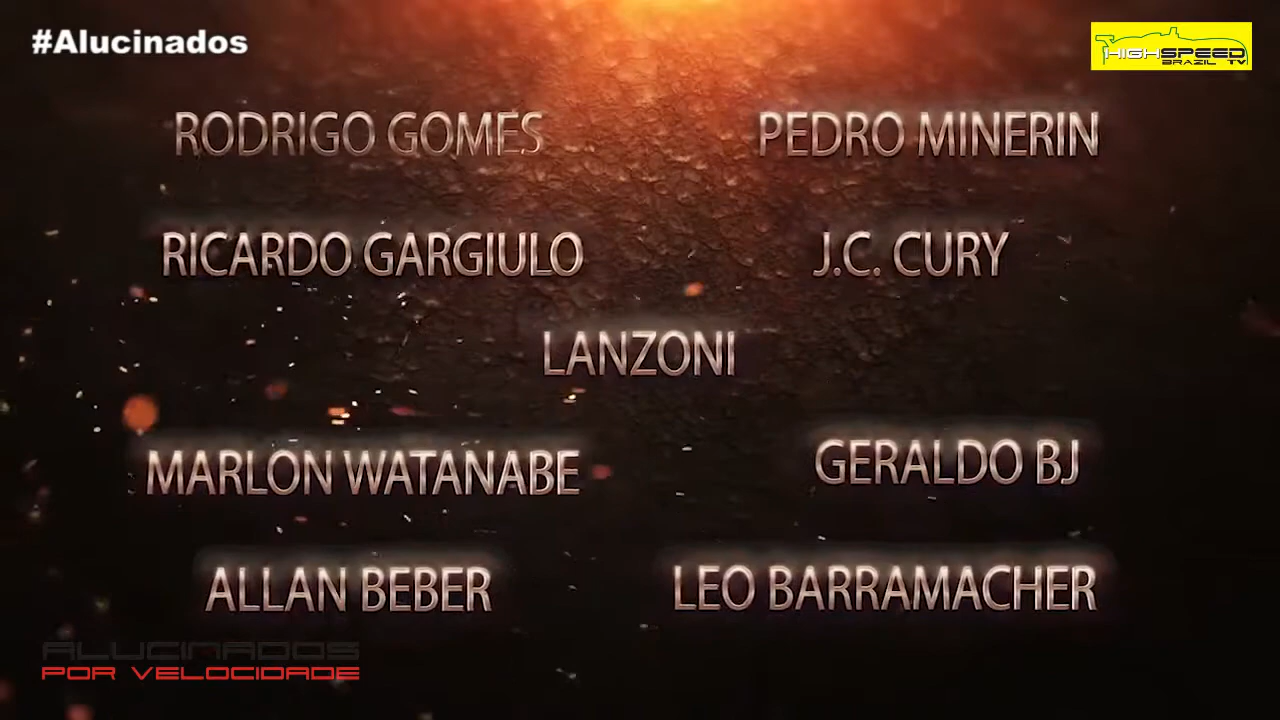 #Alucinados
HIGHSPEED
BRAZIL TV
RODRIGO GOMES
PEDRO MINERIN
RICARDO GARGIULO
J.C. CURY
LANZONI
MARLON WATANABE
GERALDO BJ
ALLAN BEBER
LEO BARRAMACHER
ALUCINADOS
POR VELOCIDADE